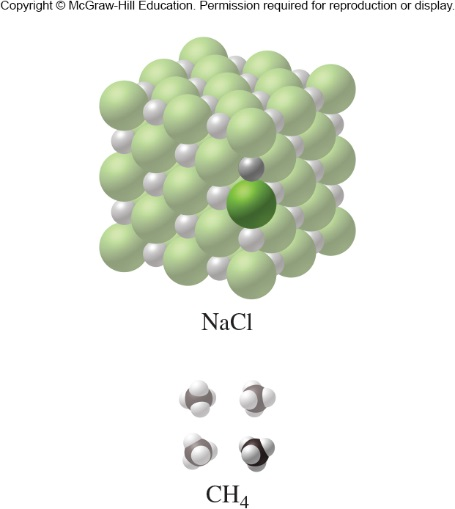 Copyright © McGraw-Hill Education. Permission required for reproduction or display.
NaCl
CH₄